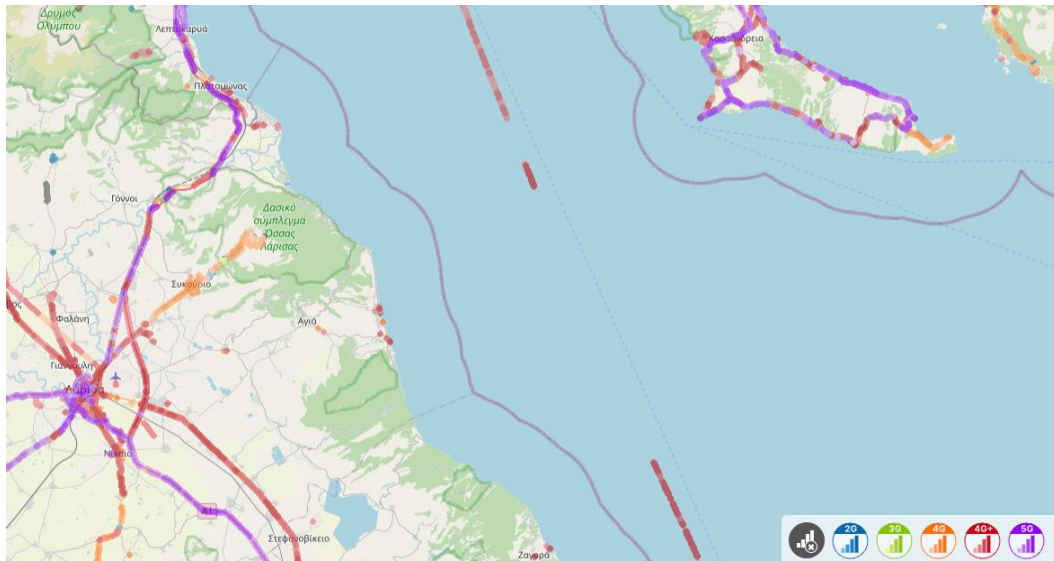 Δρυμός
Ολύμπου
Λεπτοκαρυά
Κασσάνδρεια
Πλαταμώνας
Γόννοι
Δασικό
σύμπλεγμα
Όσσας
Λάρισας
Συκούριο
Φαλάνη
Αγιά
Γιάννουλη
Λάρισα
Νίκαια
A1
Στεφανοβίκειο
Ζαγορά
2G
3G
4G
4G+
5G